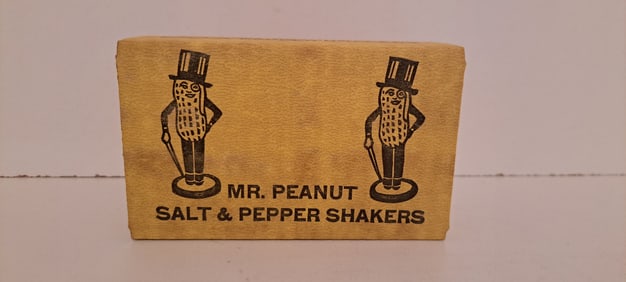 MR. PEANUT
SALT & PEPPER SHAKERS